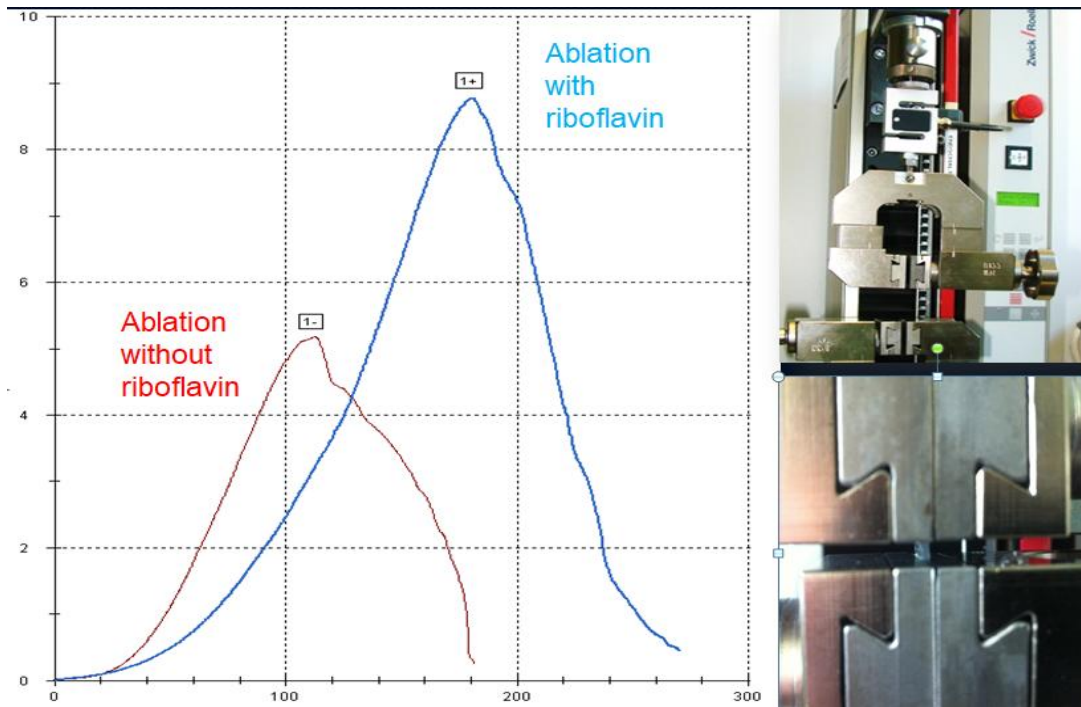 10
8
6
4
2
0
0
100
200
300
1+
1-
Ablation
with
riboflavin
Ablation
without
riboflavin
Zwick / Roell